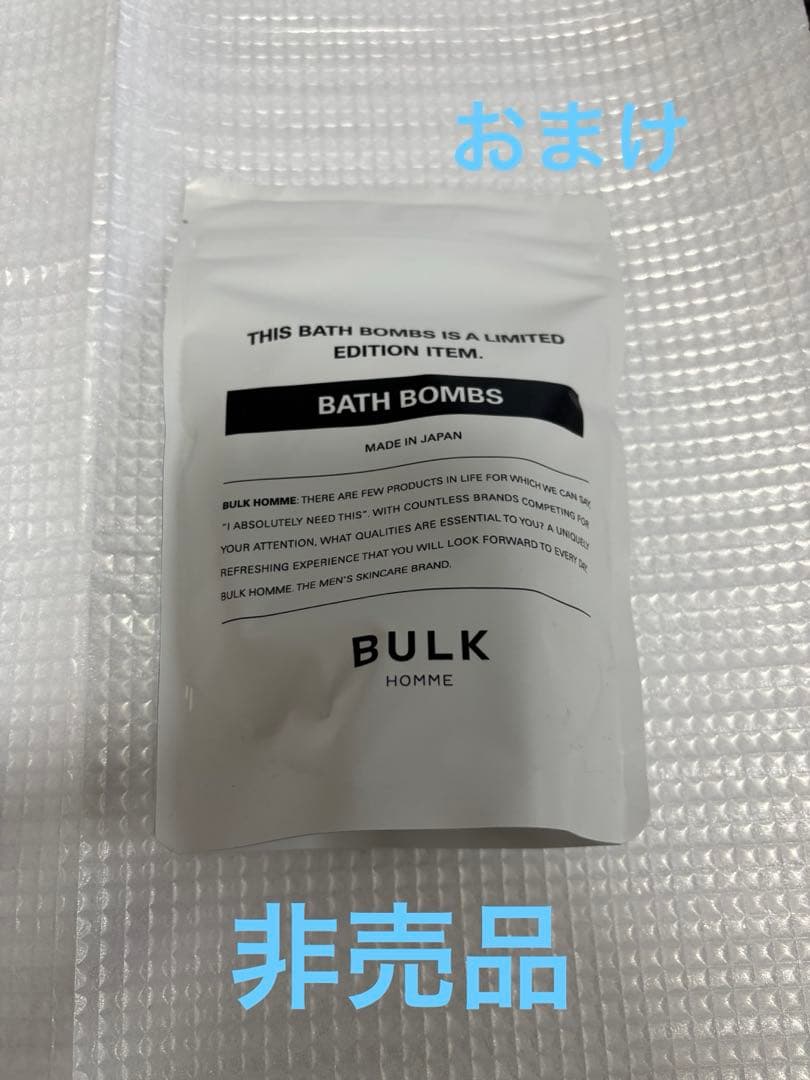 おまけ
THIS BATH BOMBS IS A LIMITED
EDITION ITEM.
BATH BOMBS
MADE IN JAPAN
BULK HOMME: THERE ARE FEW PRODUCTS IN LIFE FOR WHICH WE CAN SAY,
"I ABSOLUTELY NEED THIS". WITH COUNTLESS BRANDS COMPETING FOR
YOUR ATTENTION, WHAT QUALITIES ARE ESSENTIAL TO YOU? A UNIQUELY
REFRESHING EXPERIENCE THAT YOU WILL LOOK FORWARD TO EVERY DAY.
BULK HOMME. THE MEN'S SKINCARE BRAND.
BULK
HOMME
非売品